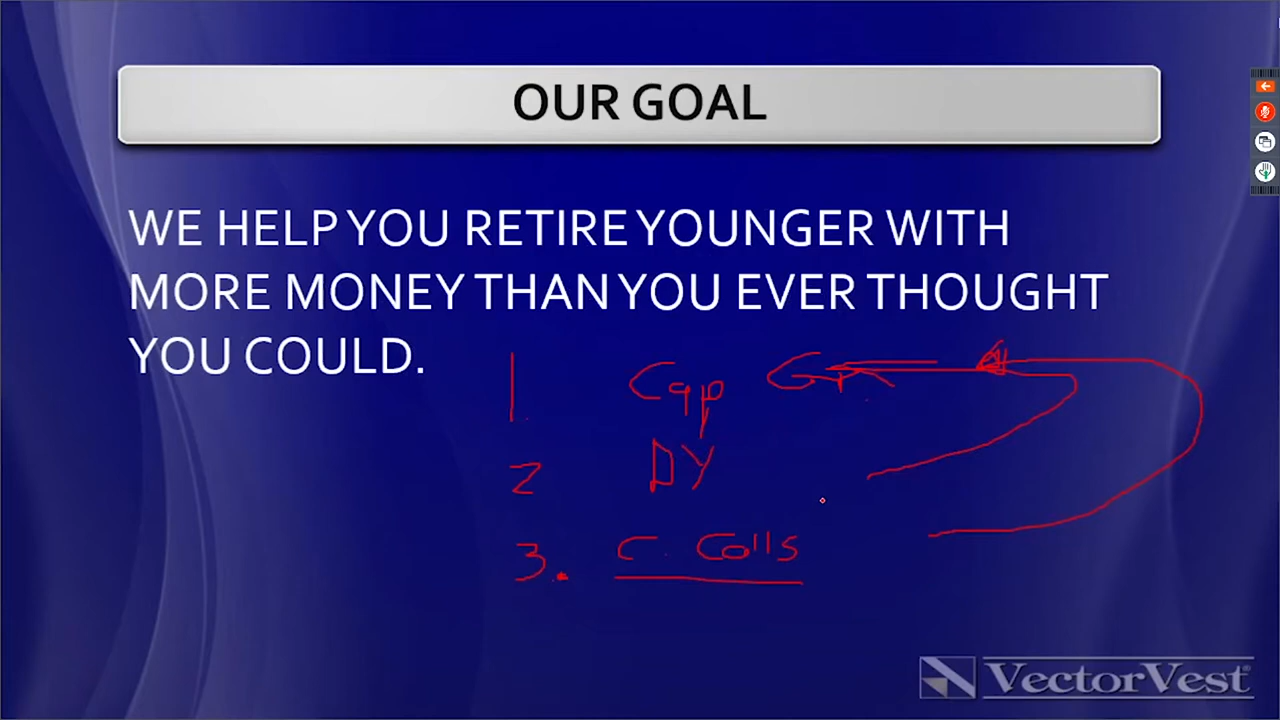 OUR GOAL
WE HELP YOU RETIRE YOUNGER WITH
MORE MONEY THAN YOU EVER THOUGHT
YOU COULD.
1. Cap
2 DY
3. C. Calls
VectorVest®